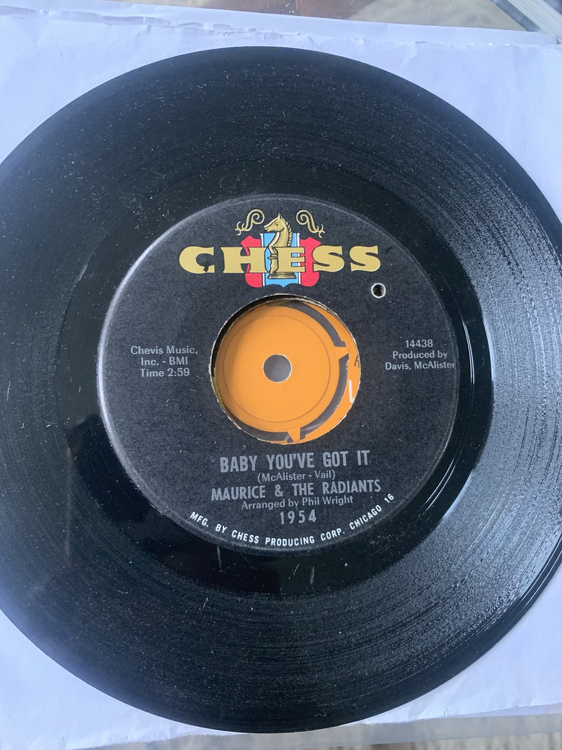 CHESS
Chevis Music,
Inc. - BMI
Time 2:59
14438
Produced by
Davis, McAlister
BABY YOU'VE GOT IT
(McAlister - Vail)
MAURICE & THE RADIANTS
Arranged by Phil Wright
1954
MFG. BY CHESS PRODUCING CORP. CHICAGO 16